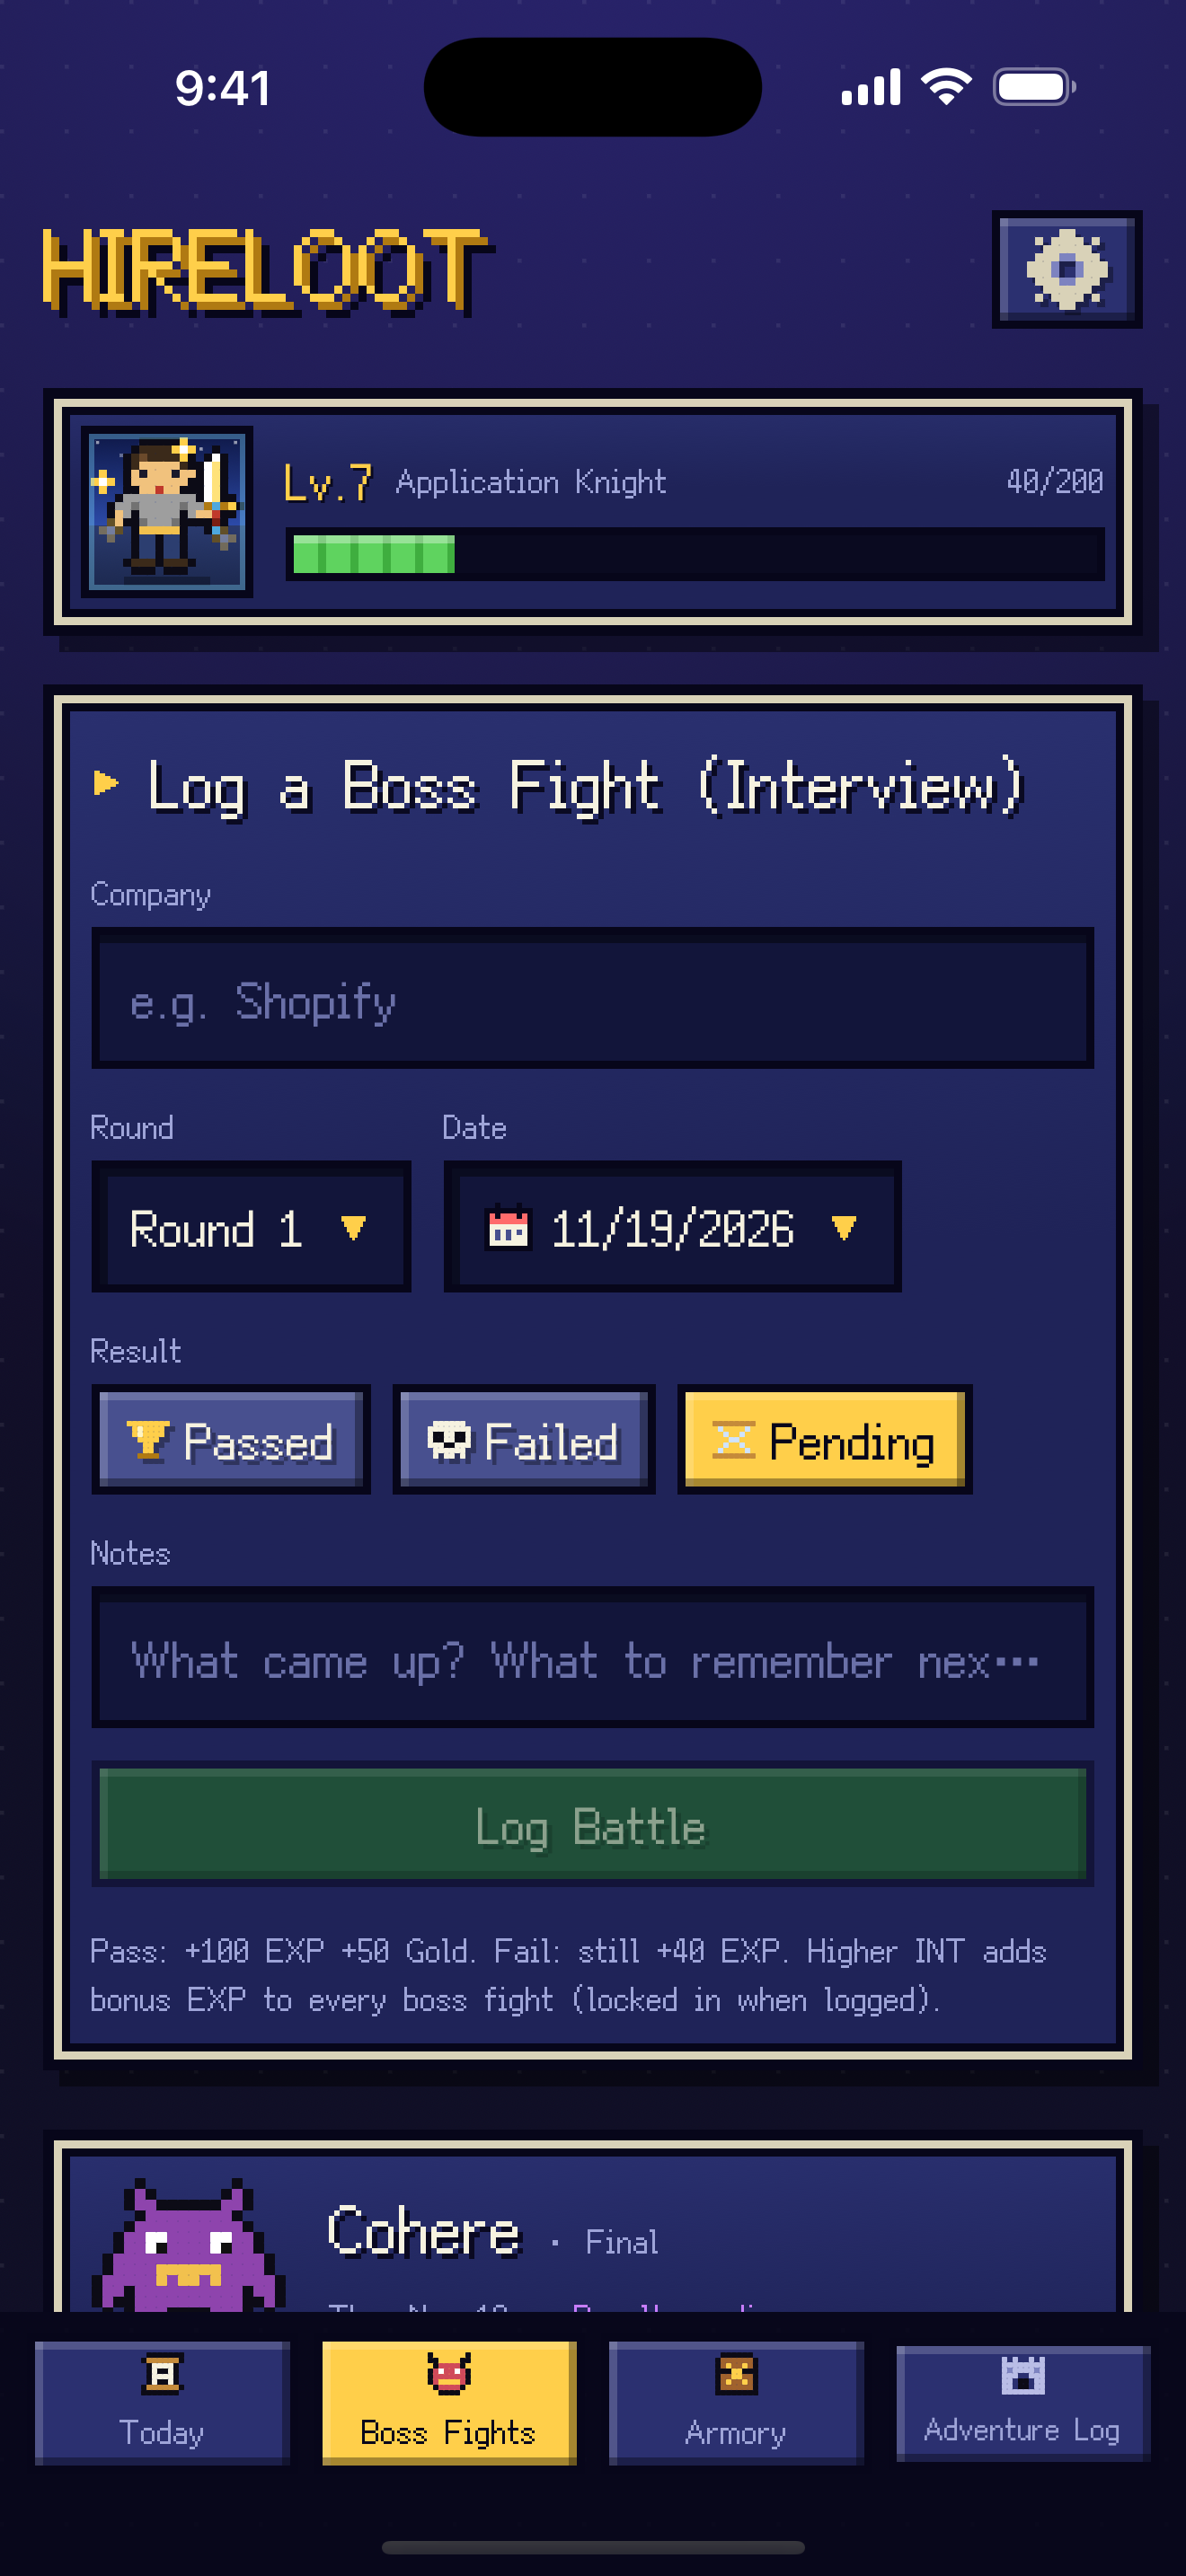 9:41
HIRELOOT
Lv.7 Application Knight 40/200
Log a Boss Fight (Interview)
Company
e.g. Shopify
Round Date
Round 1 11/19/2026
Result
Passed Failed Pending
Notes
What came up? What to remember nex…
Log Battle
Pass: +100 EXP +50 Gold. Fail: still +40 EXP. Higher INT adds
bonus EXP to every boss fight (locked in when logged).
Cohere · Final
Today Boss Fights Armory Adventure Log